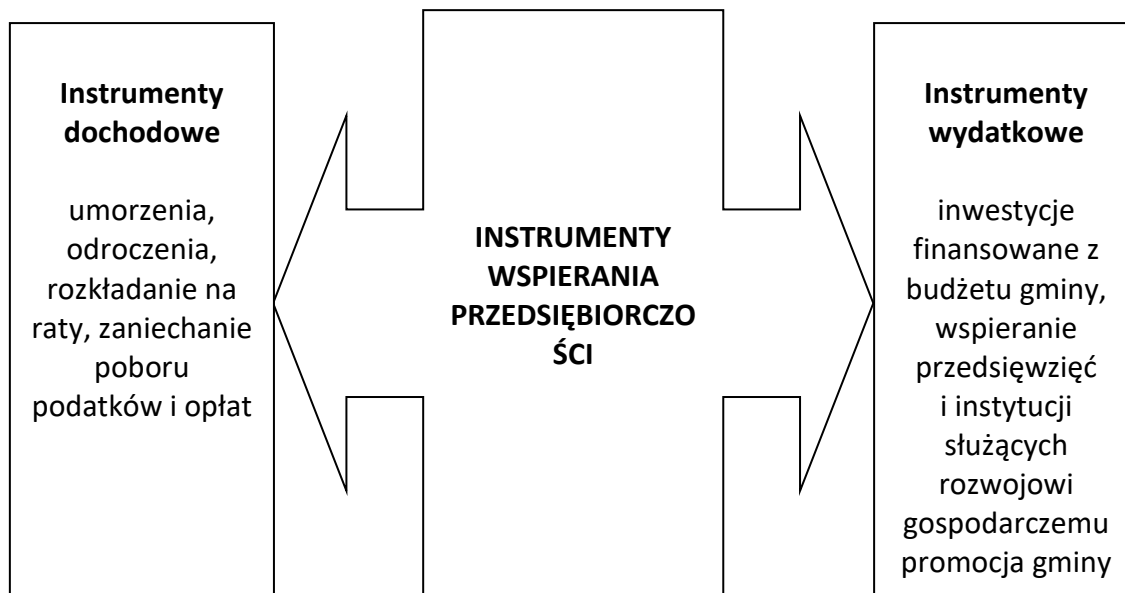 Instrumenty
dochodowe
umorzenia,
odroczenia,
rozkładanie na
raty, zaniechanie
poboru
podatków i opłat
INSTRUMENTY
WSPIERANIA
PRZEDSIĘBIORCZO
ŚCI
Instrumenty
wydatkowe
inwestycje
finansowane z
budżetu gminy,
wspieranie
przedsięwzięć
i instytucji
służących
rozwojowi
gospodarczemu
promocja gminy